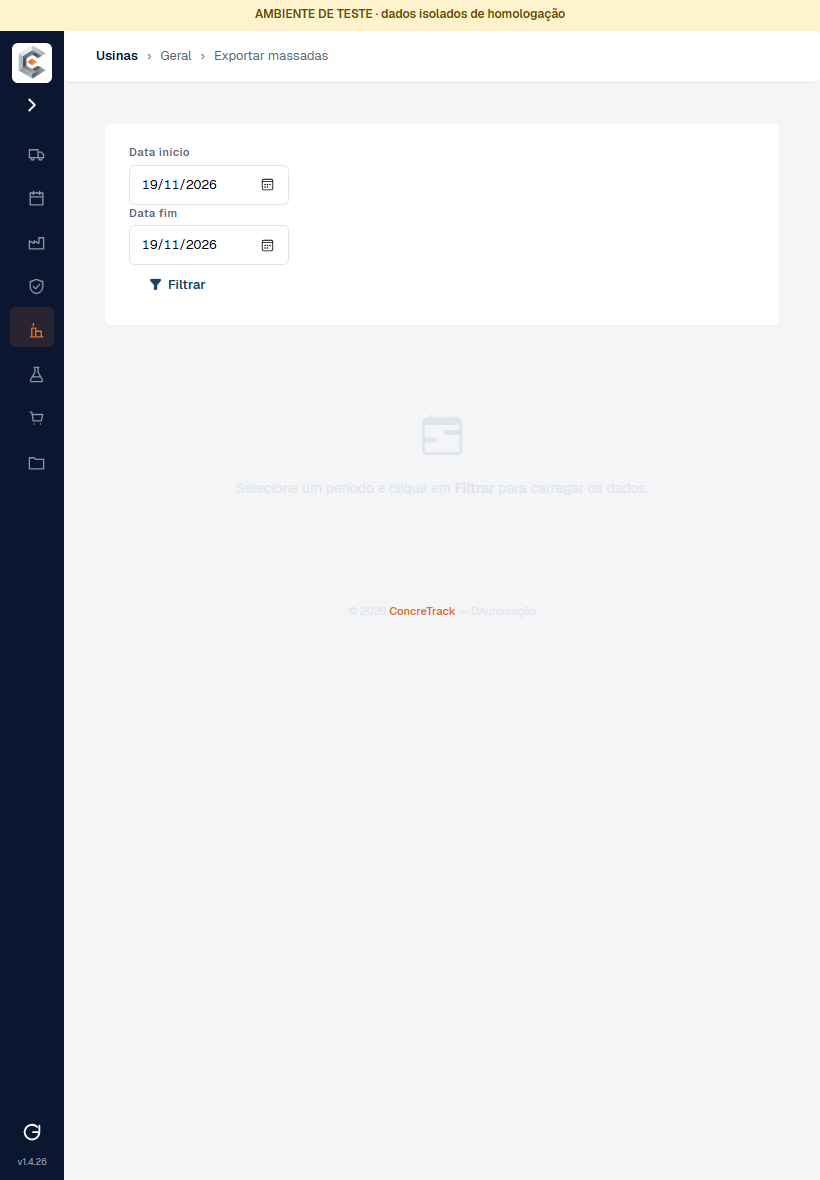 AMBIENTE DE TESTE · dados isolados de homologação
Usinas › Geral › Exportar massadas
Data início
19/11/2026
Data fim
19/11/2026
Filtrar
Selecione um período e clique em Filtrar para carregar os dados.
© 2026 ConcreTrack — DAutomação
v1.4.26